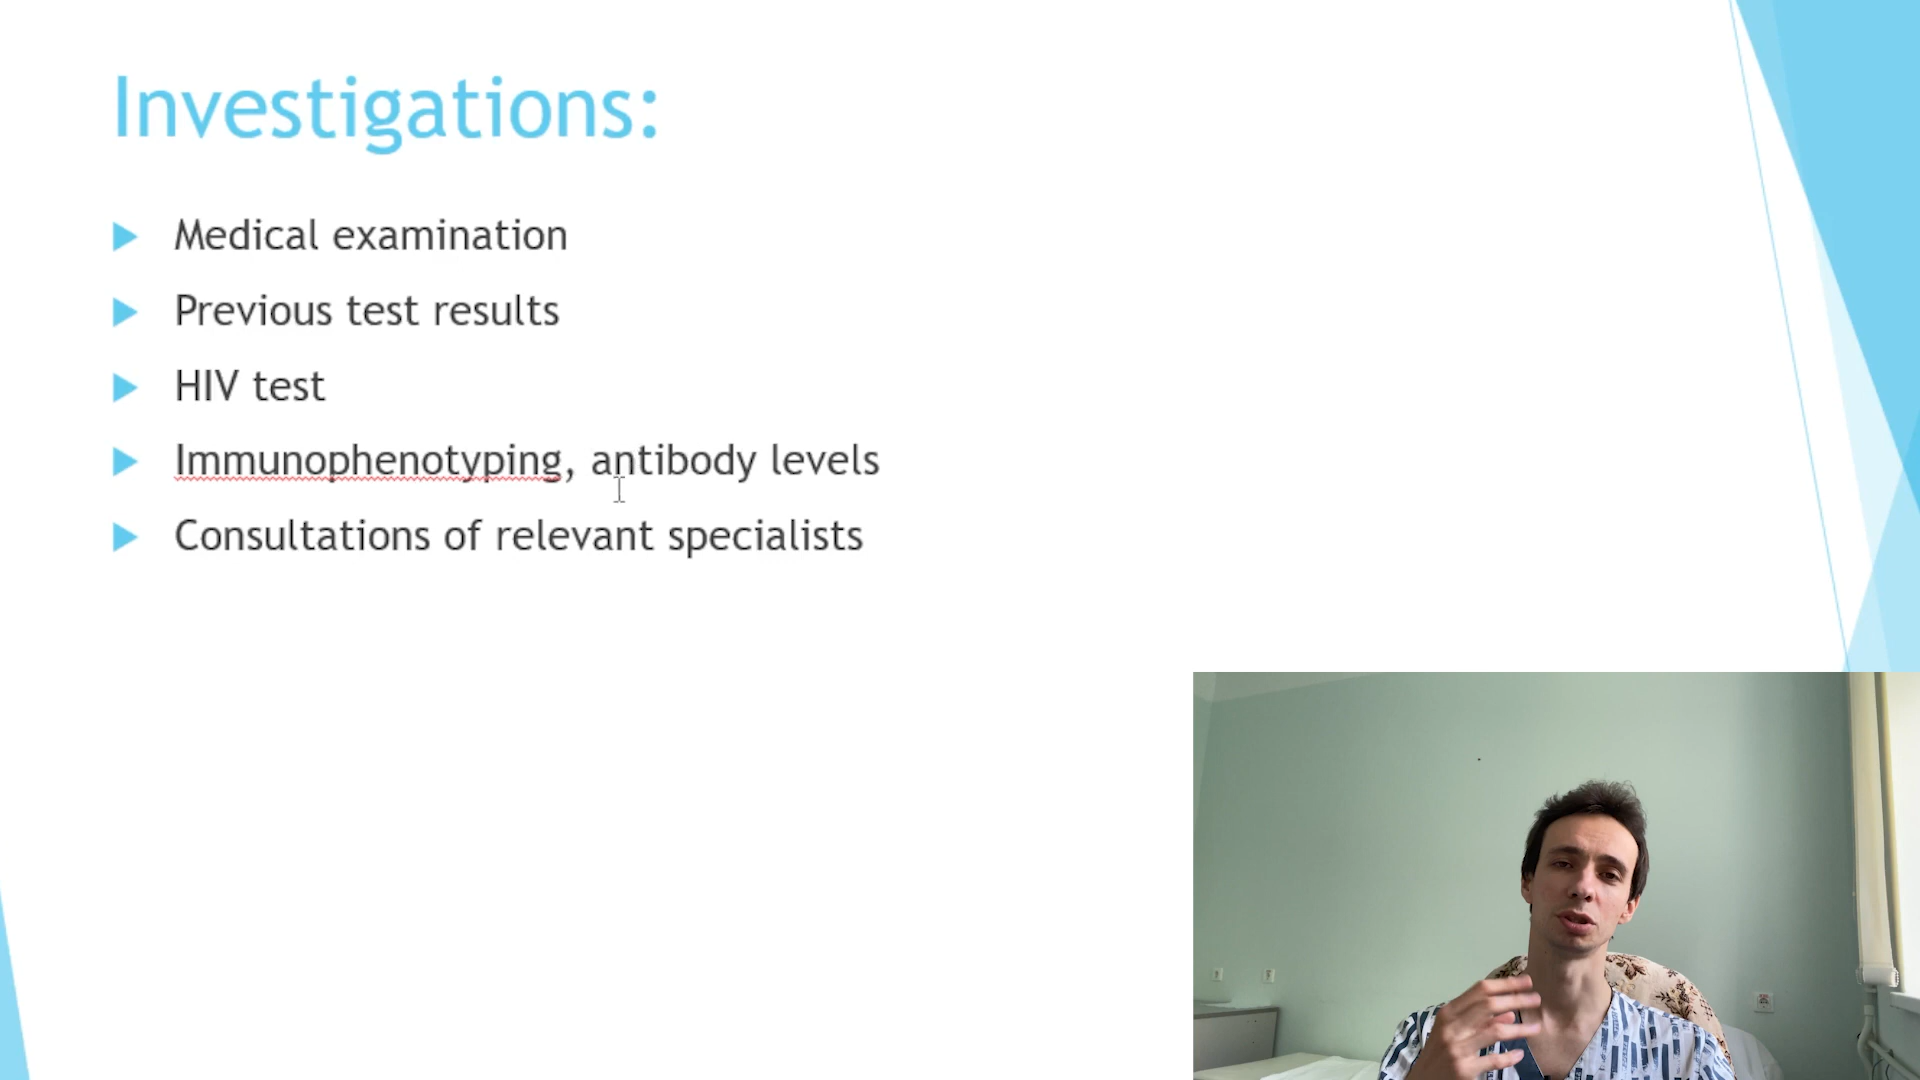 Investigations:
Medical examination
Previous test results
HIV test
Immunophenotyping, antibody levels
Consultations of relevant specialists